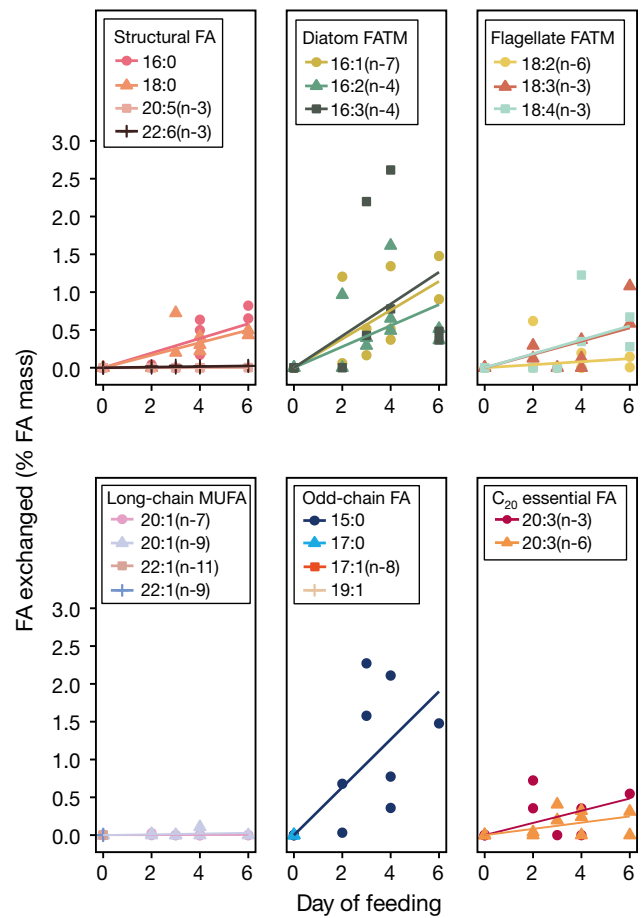 Structural FA
16:0
18:0
20:5(n-3)
22:6(n-3)
Diatom FATM
16:1(n-7)
16:2(n-4)
16:3(n-4)
Flagellate FATM
18:2(n-6)
18:3(n-3)
18:4(n-3)
3.0
2.5
2.0
1.5
1.0
0.5
0.0
0 2 4 6
0 2 4 6
0 2 4 6
FA exchanged (% FA mass)
Long-chain MUFA
20:1(n-7)
20:1(n-9)
22:1(n-11)
22:1(n-9)
Odd-chain FA
15:0
17:0
17:1(n-8)
19:1
C₂₀ essential FA
20:3(n-3)
20:3(n-6)
3.0
2.5
2.0
1.5
1.0
0.5
0.0
0 2 4 6
0 2 4 6
0 2 4 6
Day of feeding